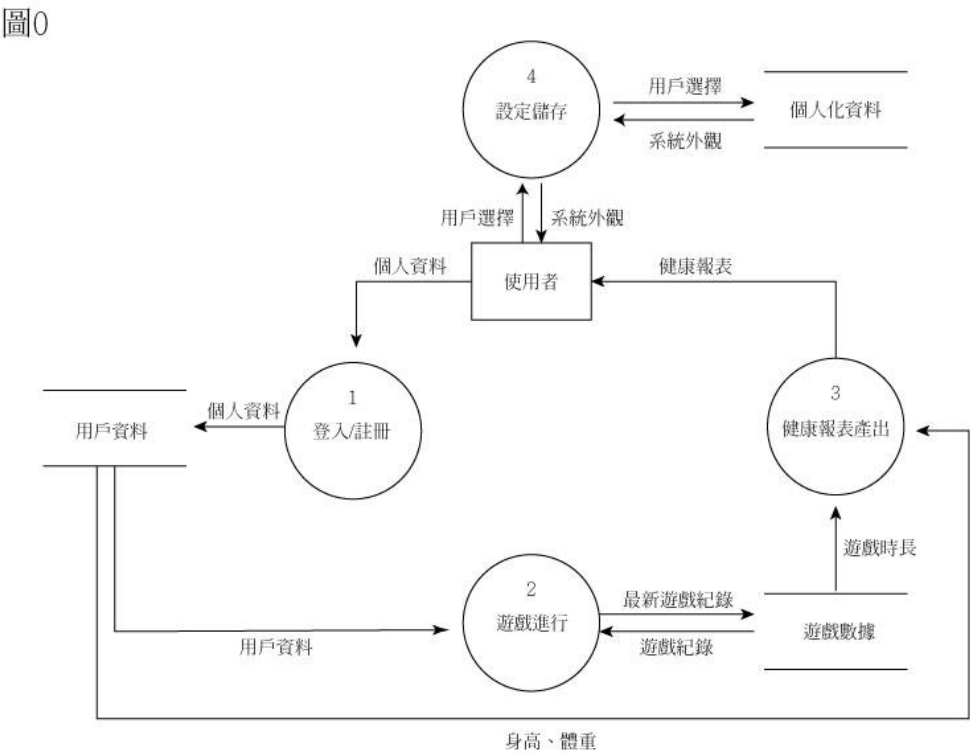 圖0
4
設定儲存
用戶選擇
系統外觀
個人化資料
用戶選擇
系統外觀
使用者
個人資料
健康報表
1
登入/註冊
個人資料
用戶資料
3
健康報表產出
遊戲時長
2
遊戲進行
最新遊戲紀錄
遊戲紀錄
遊戲數據
用戶資料
身高、體重